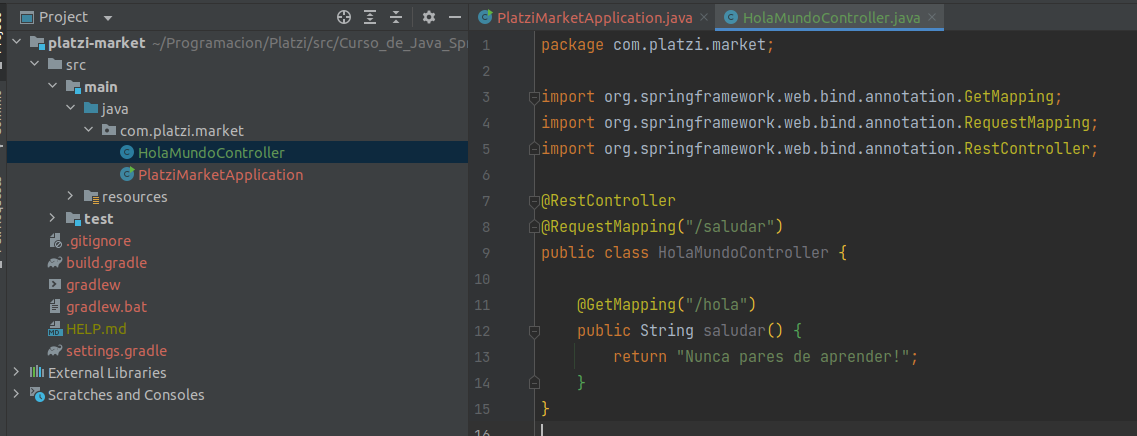 Project
platzi-market ~/Programacion/Platzi/src/Curso_de_Java_Spr
src
main
java
com.platzi.market
HolaMundoController
PlatziMarketApplication
resources
test
.gitignore
build.gradle
gradlew
gradlew.bat
HELP.md
settings.gradle
External Libraries
Scratches and Consoles
PlatziMarketApplication.java
HolaMundoController.java
1 package com.platzi.market;
2
3 import org.springframework.web.bind.annotation.GetMapping;
4 import org.springframework.web.bind.annotation.RequestMapping;
5 import org.springframework.web.bind.annotation.RestController;
6
7 @RestController
8 @RequestMapping("/saludar")
9 public class HolaMundoController {
10
11 @GetMapping("/hola")
12 public String saludar() {
13 return "Nunca pares de aprender!";
14 }
15 }
16